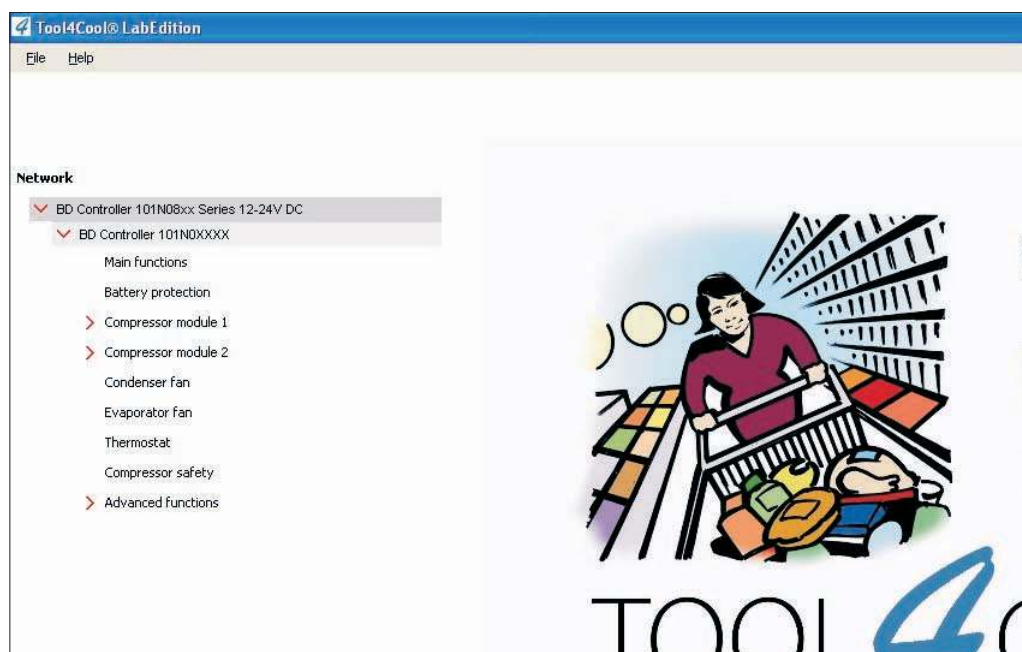 Tool4Cool® LabEdition
File Help
Network
BD Controller 101N08xx Series 12-24V DC
BD Controller 101N0XXXX
Main functions
Battery protection
Compressor module 1
Compressor module 2
Condenser fan
Evaporator fan
Thermostat
Compressor safety
Advanced functions
TOOL4C